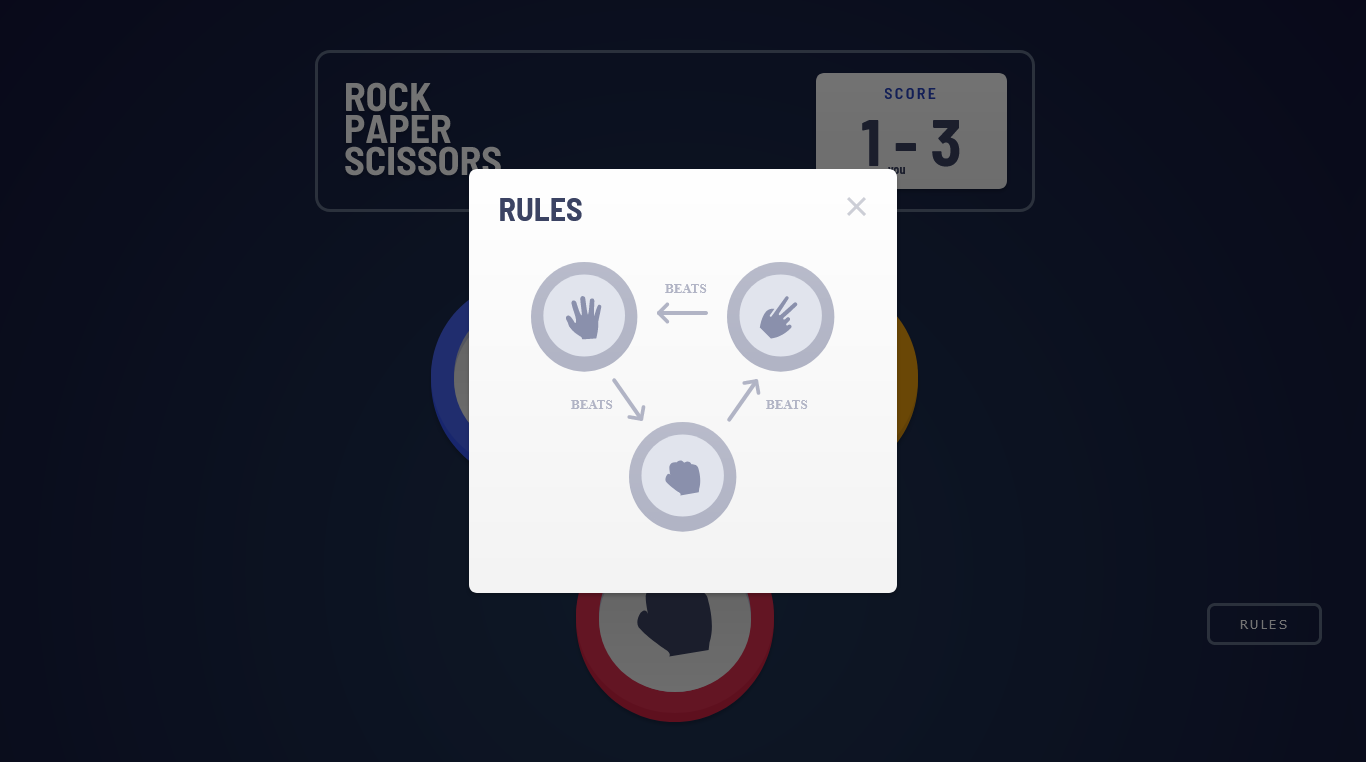 ROCK
PAPER
SCISSORS
SCORE
1 - 3
you
RULES
BEATS
BEATS
BEATS
RULES